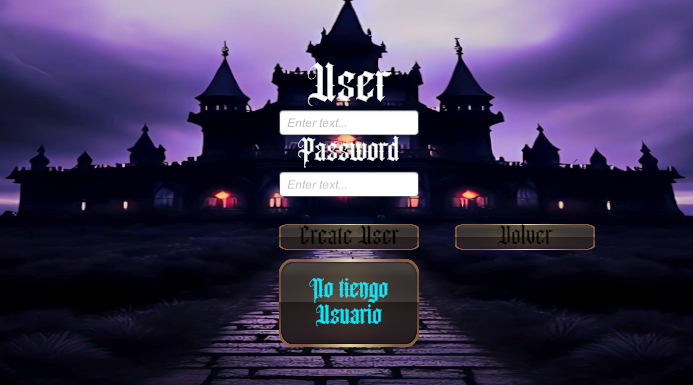 User
Enter text...
Password
Enter text...
Create User
Volver
No tiengo
Usuario